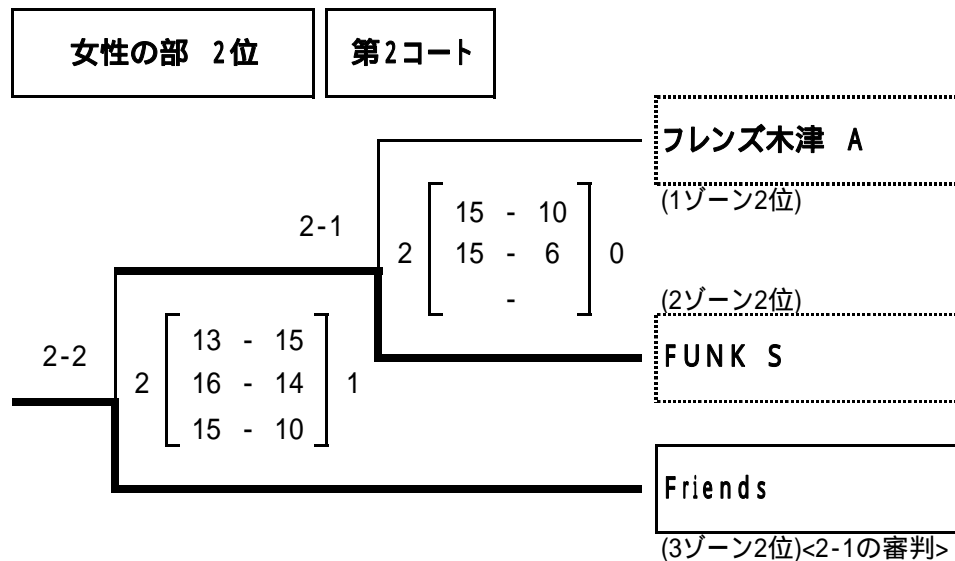 女性の部 2位
第2コート
フレンズ木津 A
(1ゾーン2位)
2-1
2
15 - 10
15 - 6
-
0
(2ゾーン2位)
FUNK S
2-2
2
13 - 15
16 - 14
15 - 10
1
Friends
(3ゾーン2位)<2-1の審判>